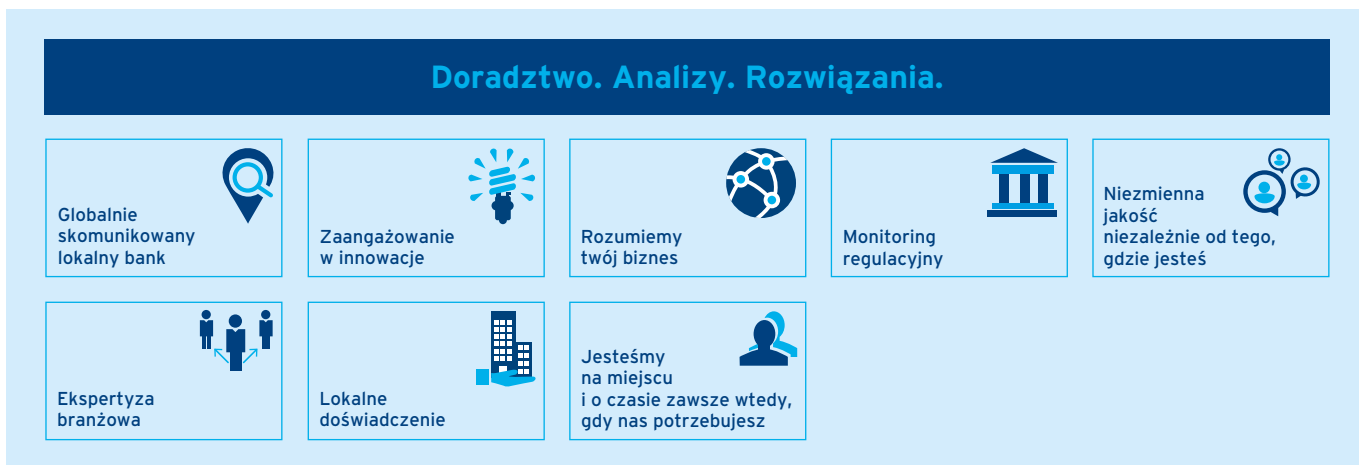 Doradztwo. Analizy. Rozwiązania.
Globalnie
skomunikowany
lokalny bank
Zaangażowanie
w innowacje
Rozumiemy
twój biznes
Monitoring
regulacyjny
Niezmienna
jakość
niezależnie od tego,
gdzie jesteś
Ekspertyza
branżowa
Lokalne
doświadczenie
Jesteśmy
na miejscu
i o czasie zawsze wtedy,
gdy nas potrzebujesz